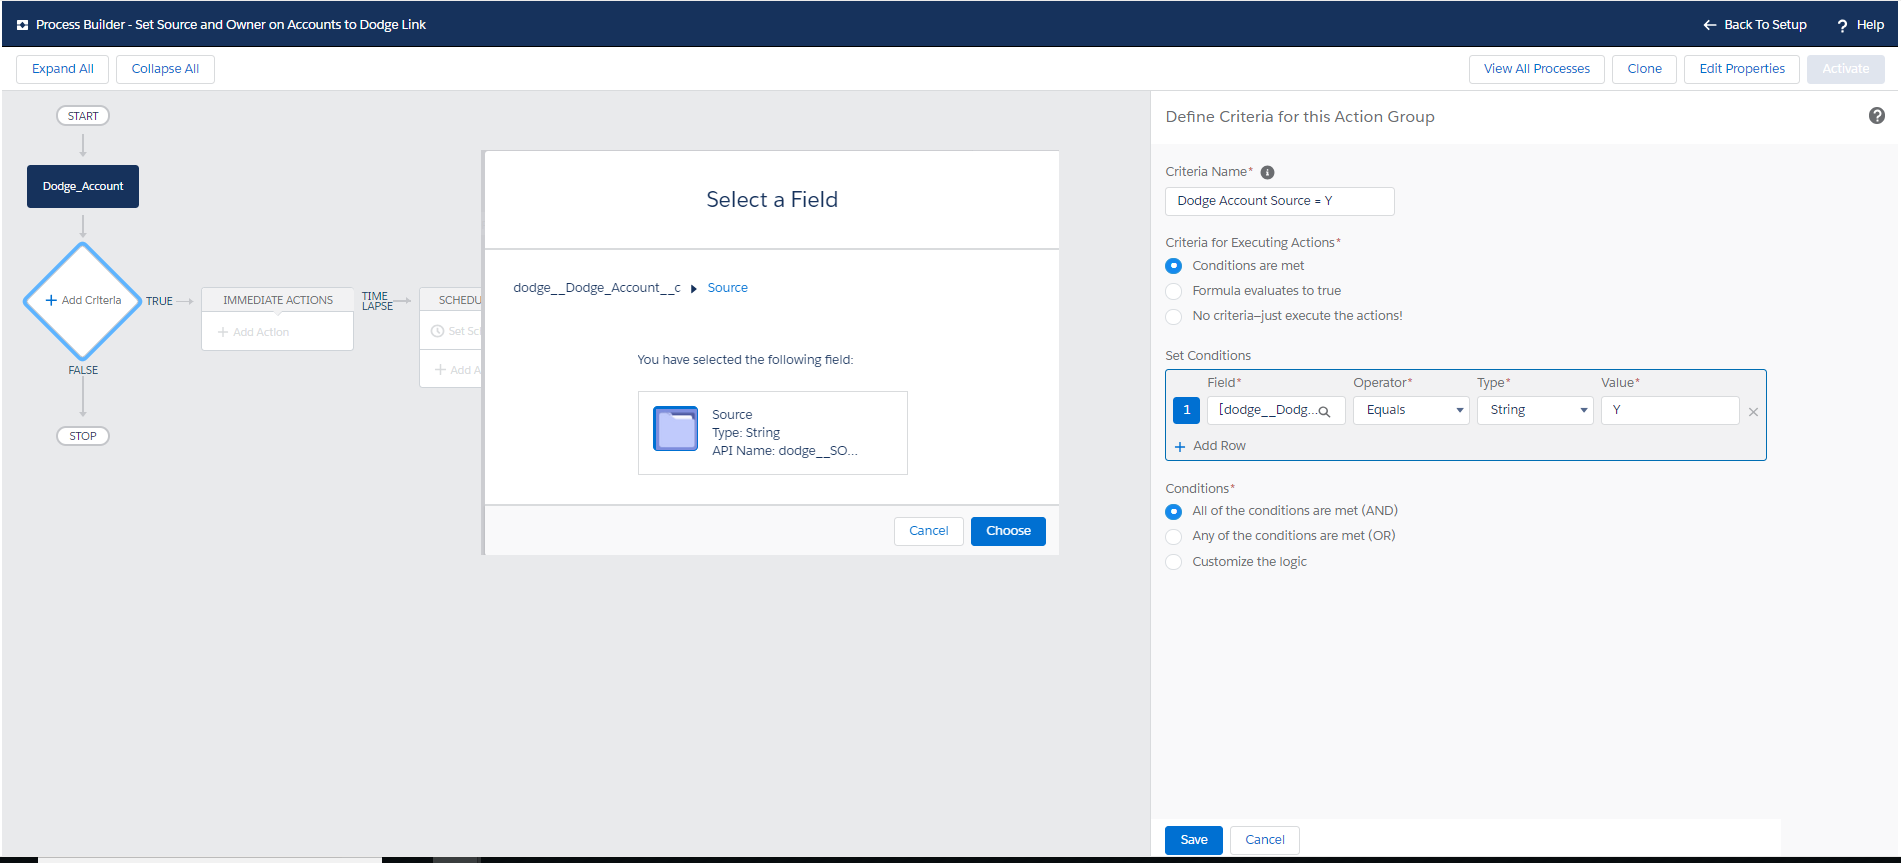 Process Builder - Set Source and Owner on Accounts to Dodge Link
Back To Setup
? Help
Expand All
Collapse All
View All Processes
Clone
Edit Properties
Activate
START
Dodge_Account
+ Add Criteria
TRUE
IMMEDIATE ACTIONS
+ Add Action
TIME
LAPSE
SCHEDU
Set Sc
+ Add A
FALSE
STOP
Select a Field
dodge__Dodge_Account__c ▸ Source
You have selected the following field:
Source
Type: String
API Name: dodge__SO...
Cancel
Choose
Define Criteria for this Action Group
Criteria Name*
Dodge Account Source = Y
Criteria for Executing Actions*
Conditions are met
Formula evaluates to true
No criteria—just execute the actions!
Set Conditions
Field* Operator* Type* Value*
1 [dodge__Dodg... Equals String Y
+ Add Row
Conditions*
All of the conditions are met (AND)
Any of the conditions are met (OR)
Customize the logic
Save
Cancel